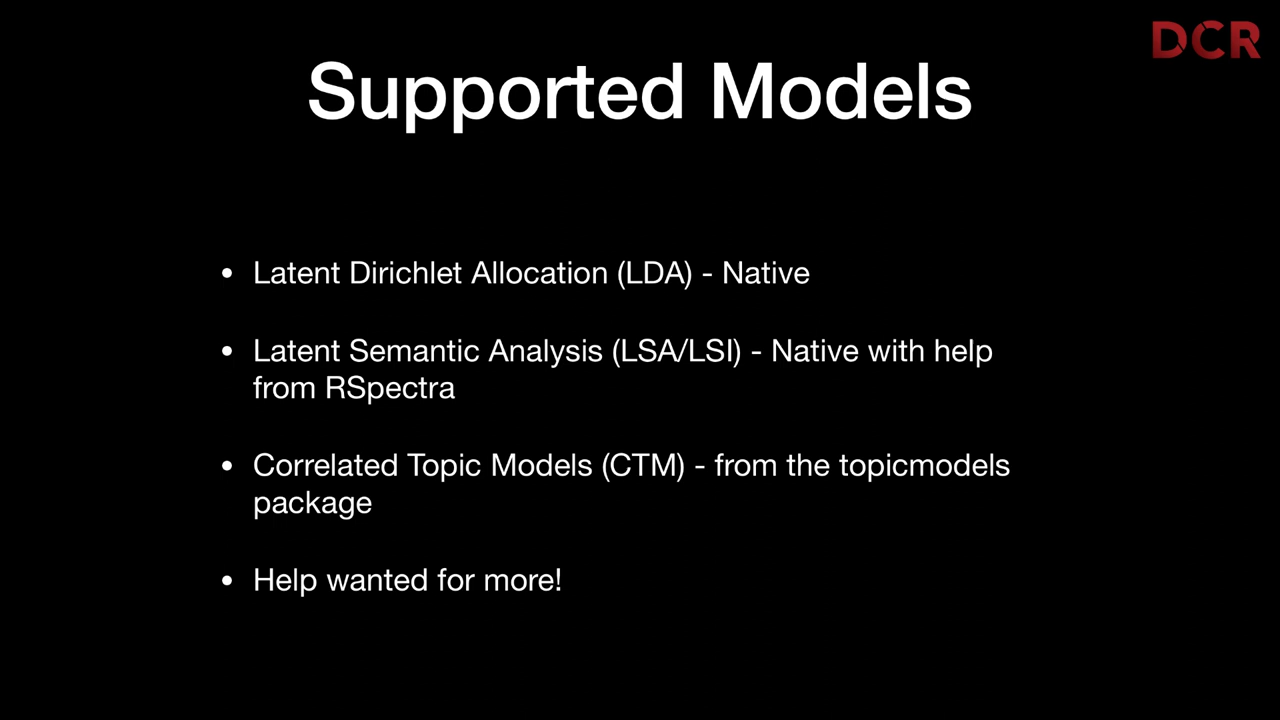 DCR
Supported Models
• Latent Dirichlet Allocation (LDA) - Native
• Latent Semantic Analysis (LSA/LSI) - Native with help
from RSpectra
• Correlated Topic Models (CTM) - from the topicmodels
package
• Help wanted for more!